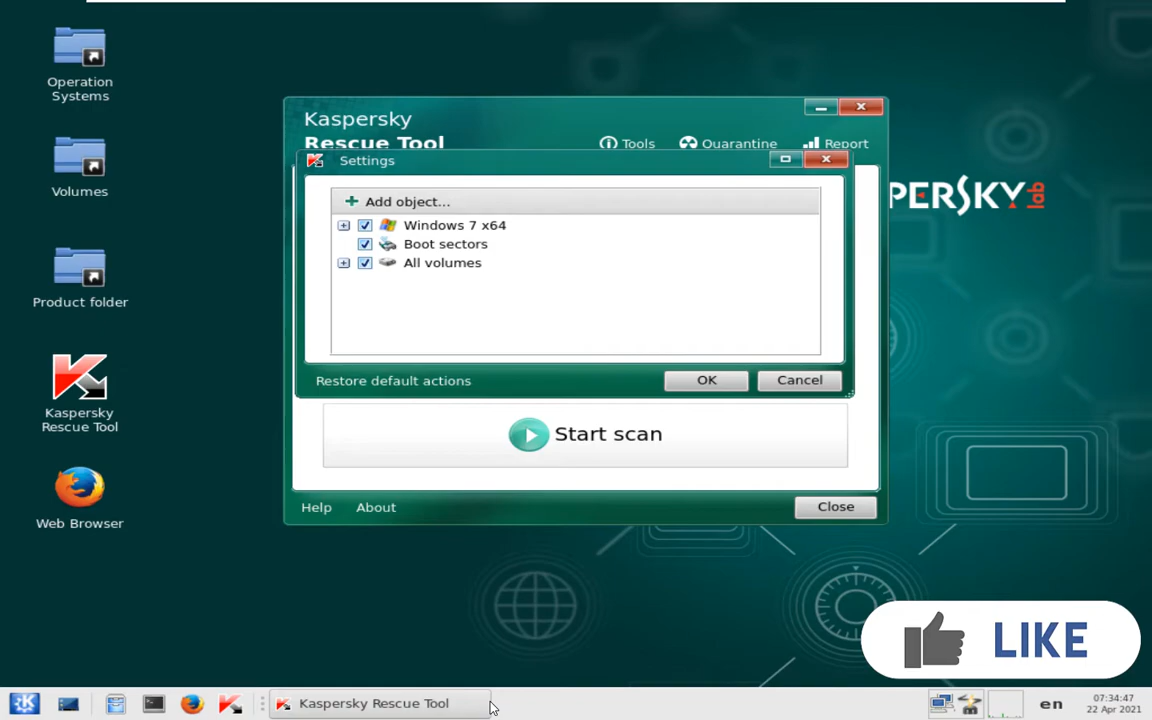 Operation
Systems
Volumes
Product folder
Kaspersky
Rescue Tool
Web Browser
Kaspersky
Rescue Tool
Tools
Quarantine
Report
Settings
Add object...
Windows 7 x64
Boot sectors
All volumes
Restore default actions
OK
Cancel
Start scan
Help
About
Close
PERSKY lab
LIKE
Kaspersky Rescue Tool
en
07:34:47
22 Apr 2021